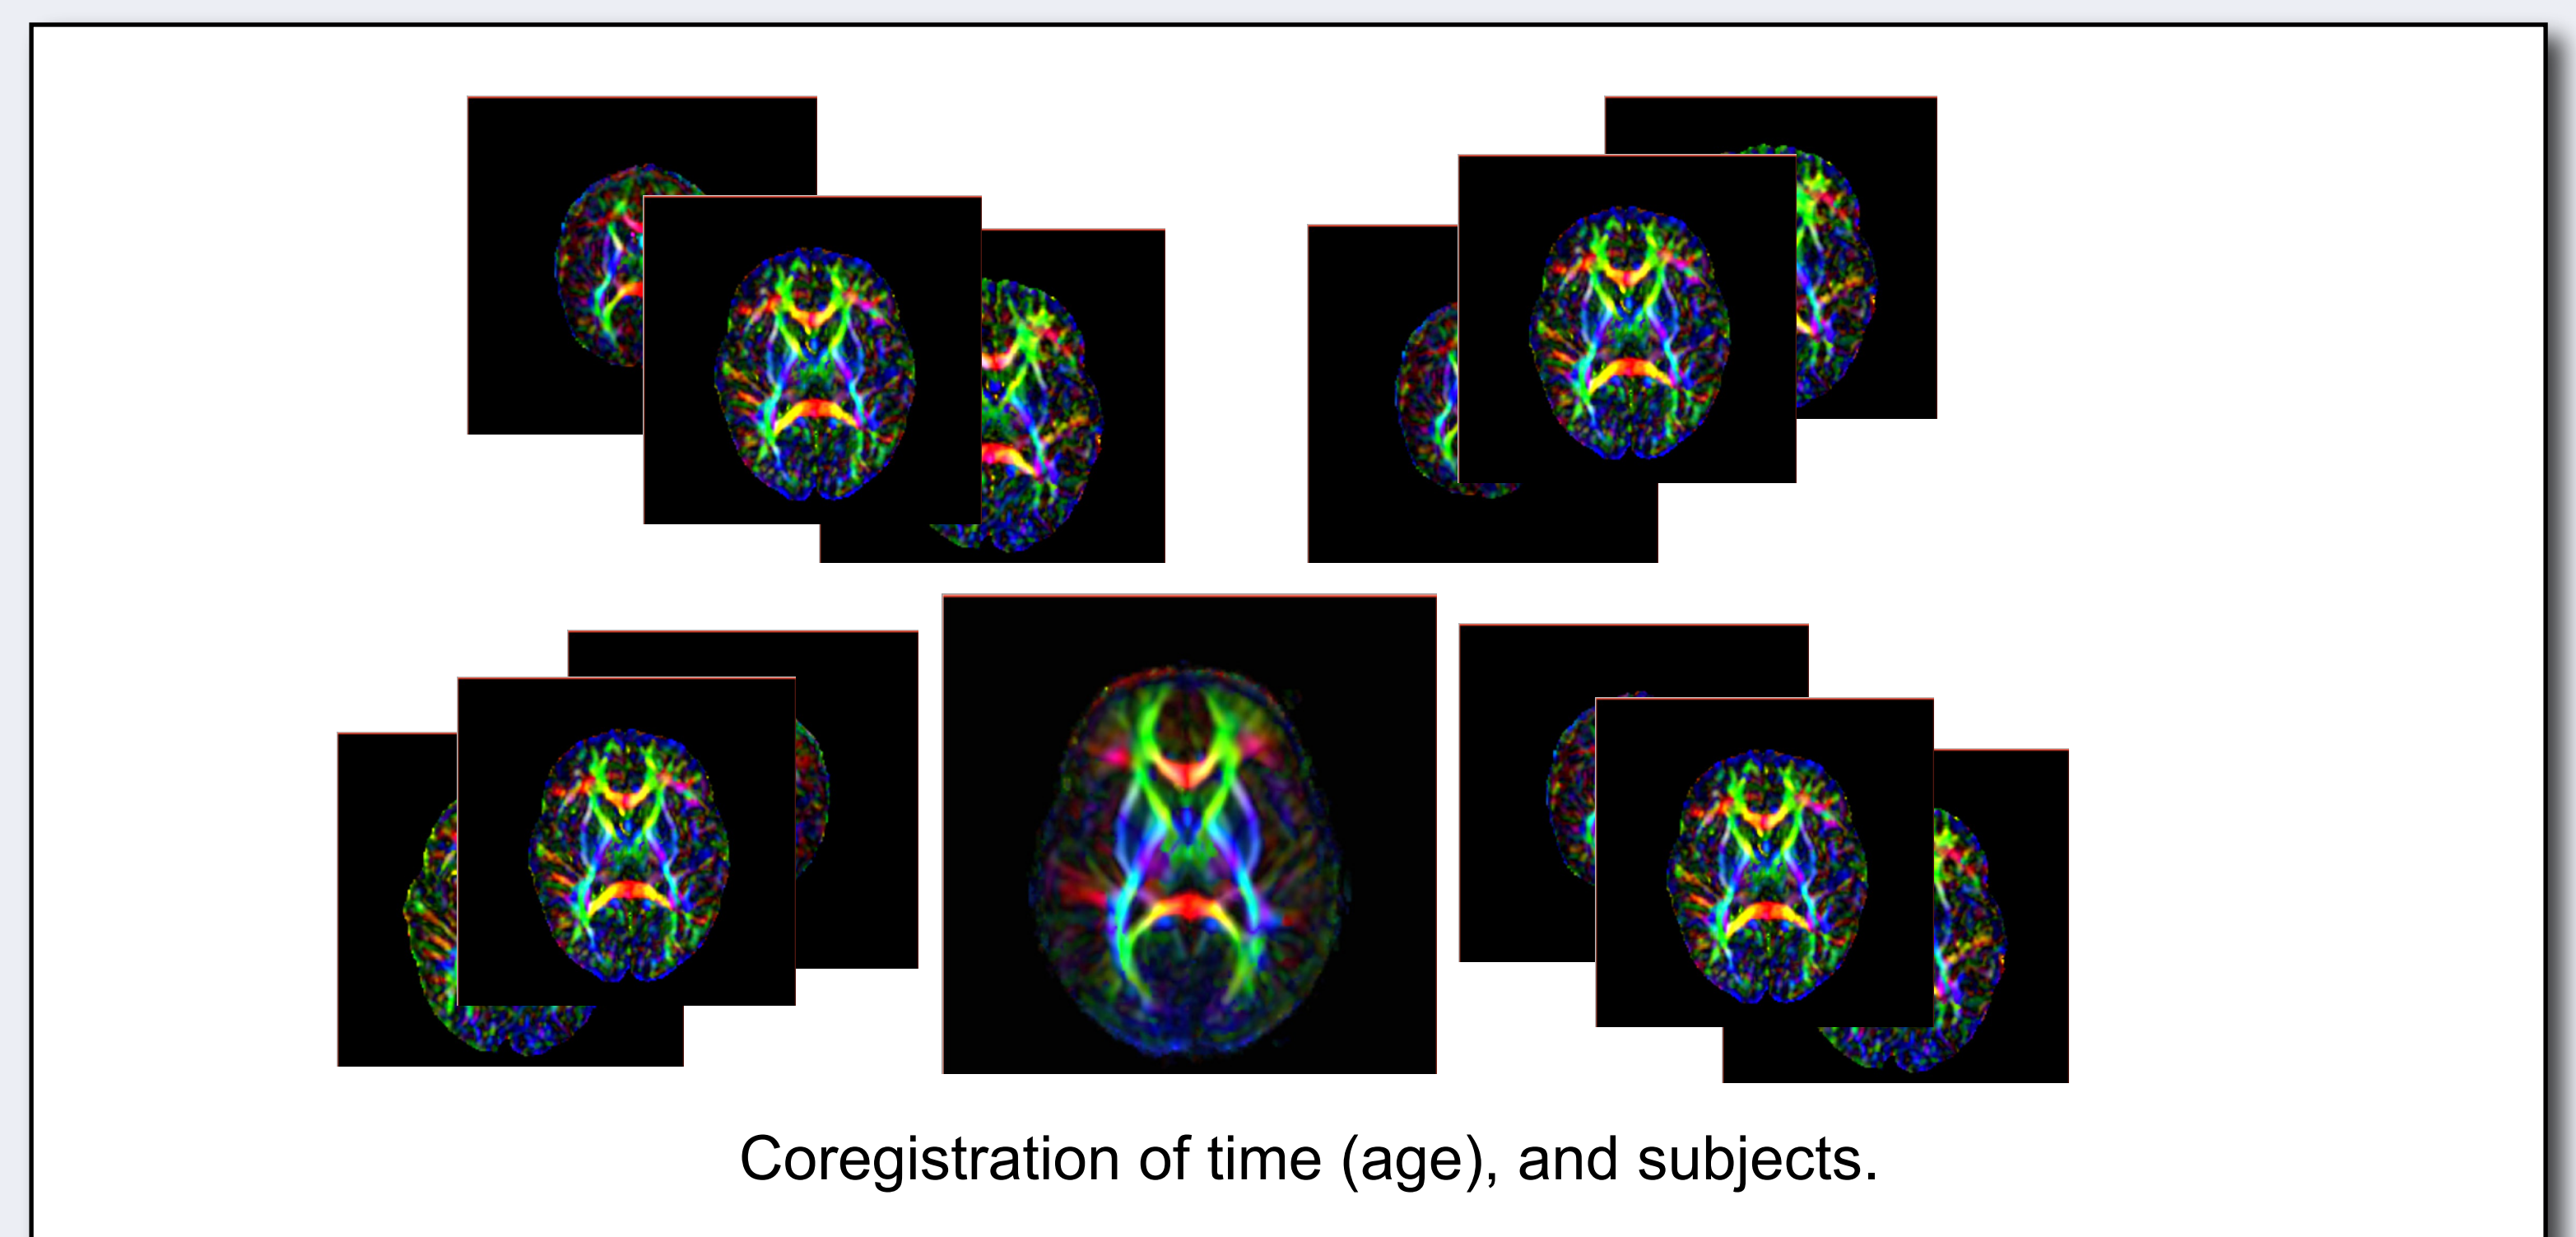 Coregistration of time (age), and subjects.